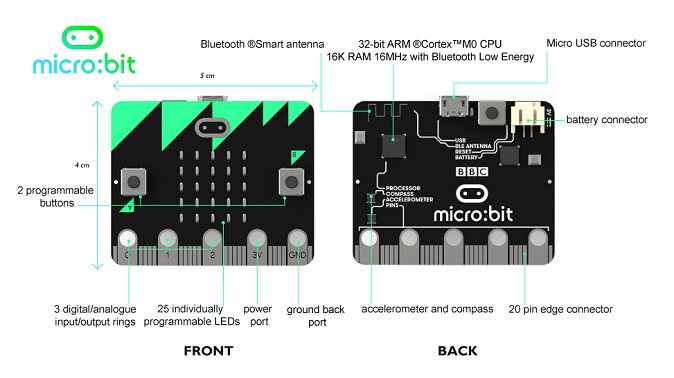 micro:bit
Bluetooth ®Smart antenna
32-bit ARM ®Cortex™M0 CPU
16K RAM 16MHz with Bluetooth Low Energy
Micro USB connector
5 cm
4 cm
battery connector
2 programmable
buttons
B
A
0 1 2 3V GND
3V
USB
BLE ANTENNA
RESET
BATTERY
BBC
micro:bit
PROCESSOR
COMPASS
ACCELEROMETER
PINS
3 digital/analogue
input/output rings
25 individually
programmable LEDs
power
port
ground back
port
accelerometer and compass
20 pin edge connector
FRONT
BACK